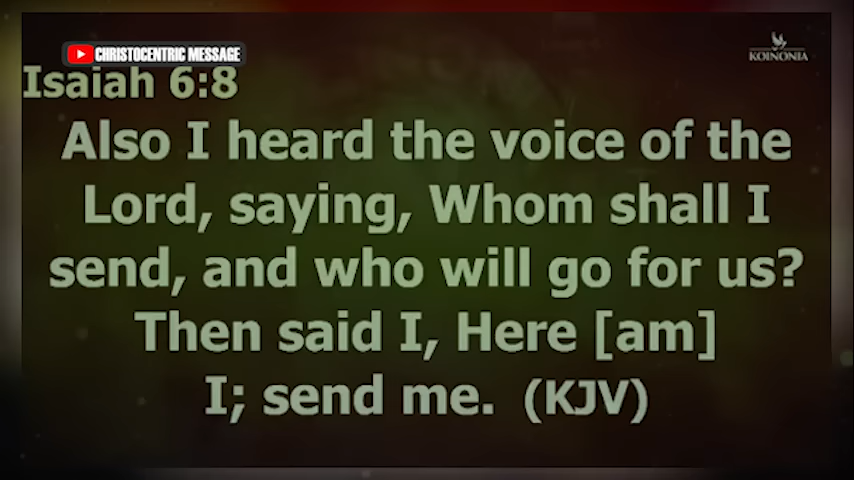 CHRISTOCENTRIC MESSAGE
KOINONIA
Isaiah 6:8
Also I heard the voice of the
Lord, saying, Whom shall I
send, and who will go for us?
Then said I, Here [am]
I; send me. (KJV)